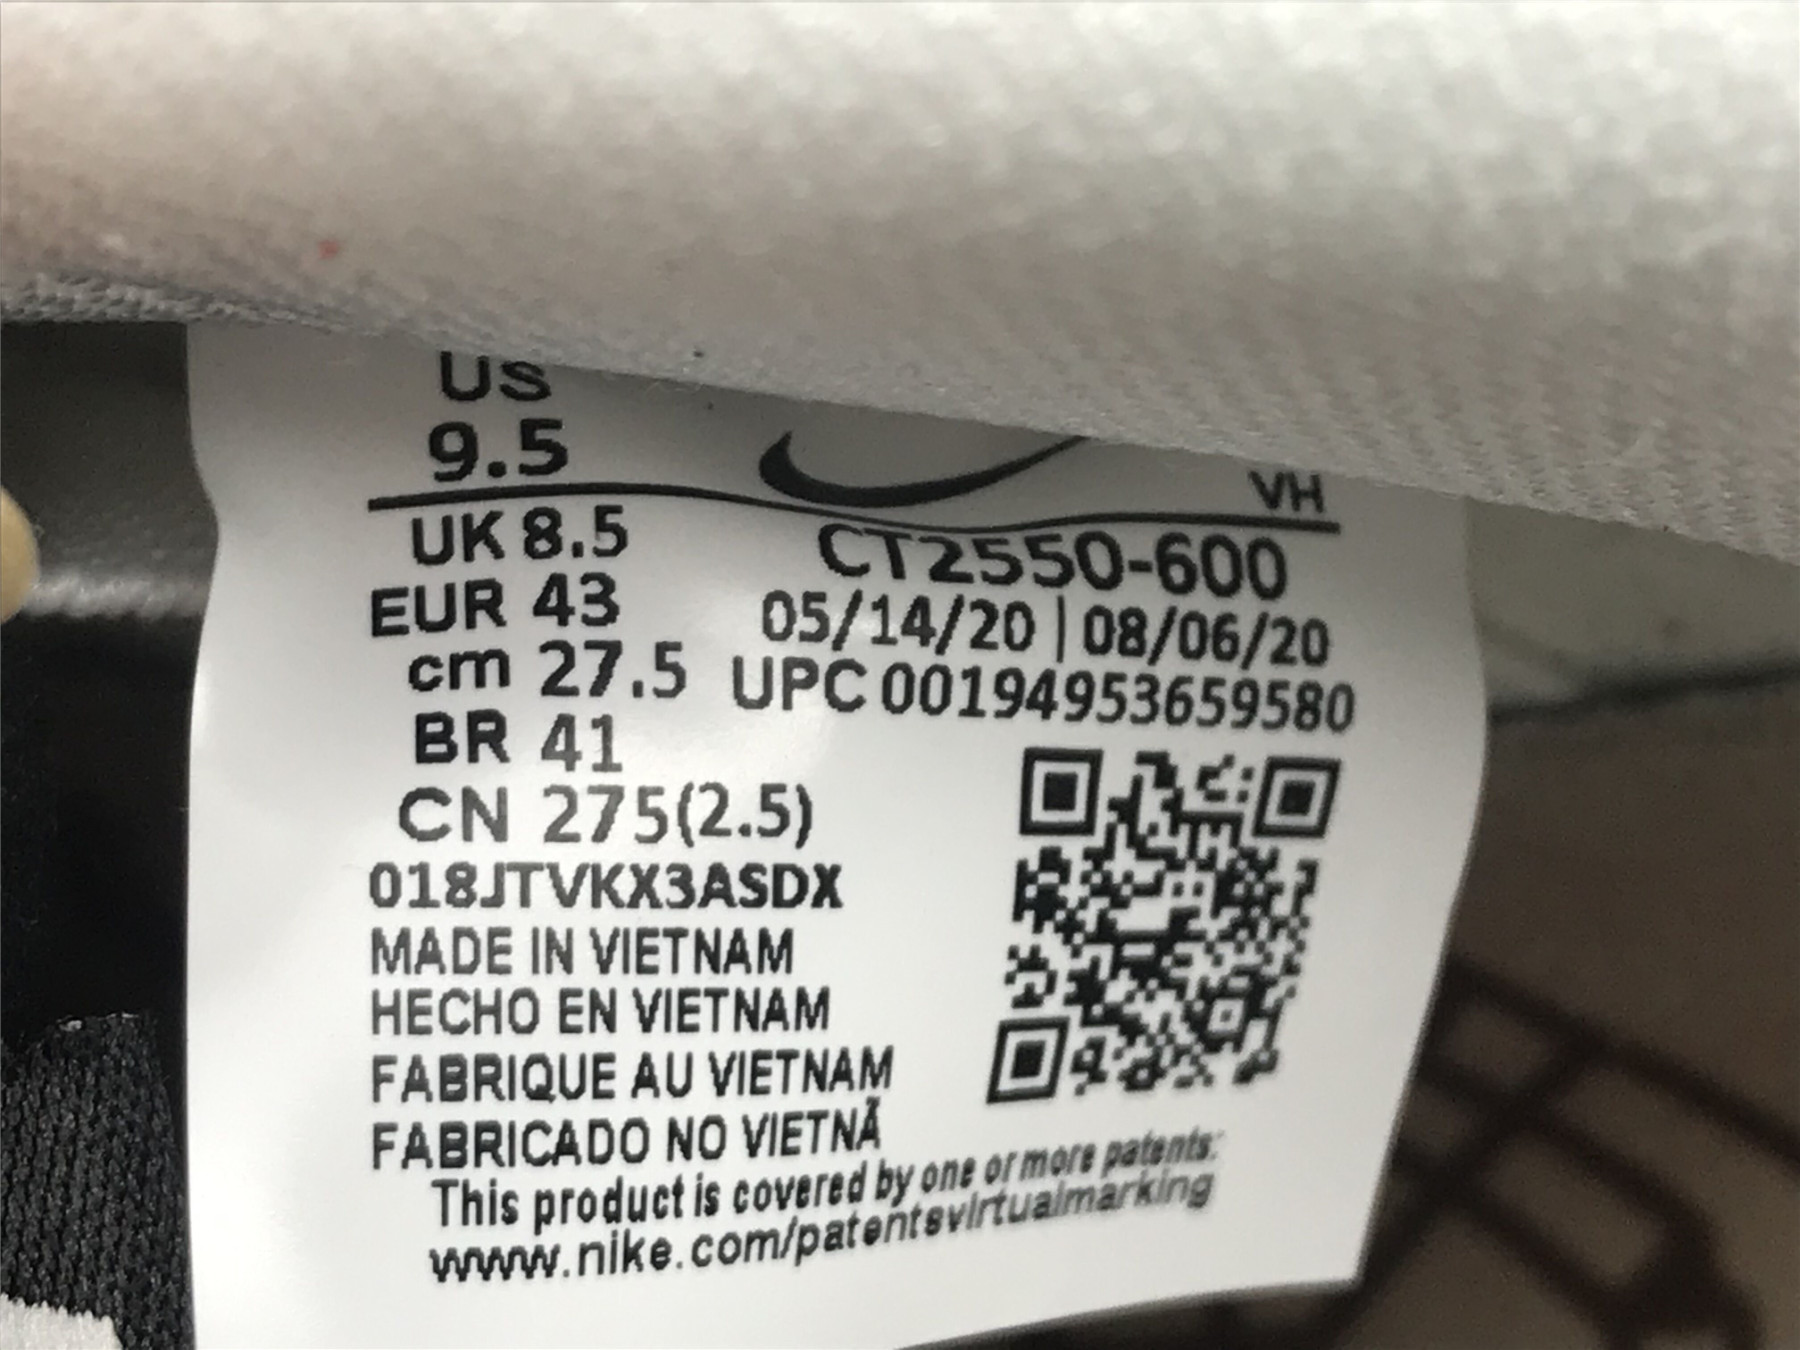 US
9.5
VH
UK 8.5
CT2550-600
EUR 43
05/14/20 | 08/06/20
cm 27.5
UPC 00194953659580
BR 41
CN 275(2.5)
018JTVKX3ASDX
MADE IN VIETNAM
HECHO EN VIETNAM
FABRIQUE AU VIETNAM
FABRICADO NO VIETNÃ
This product is covered by one or more patents:
www.nike.com/patentsvirtualmarking